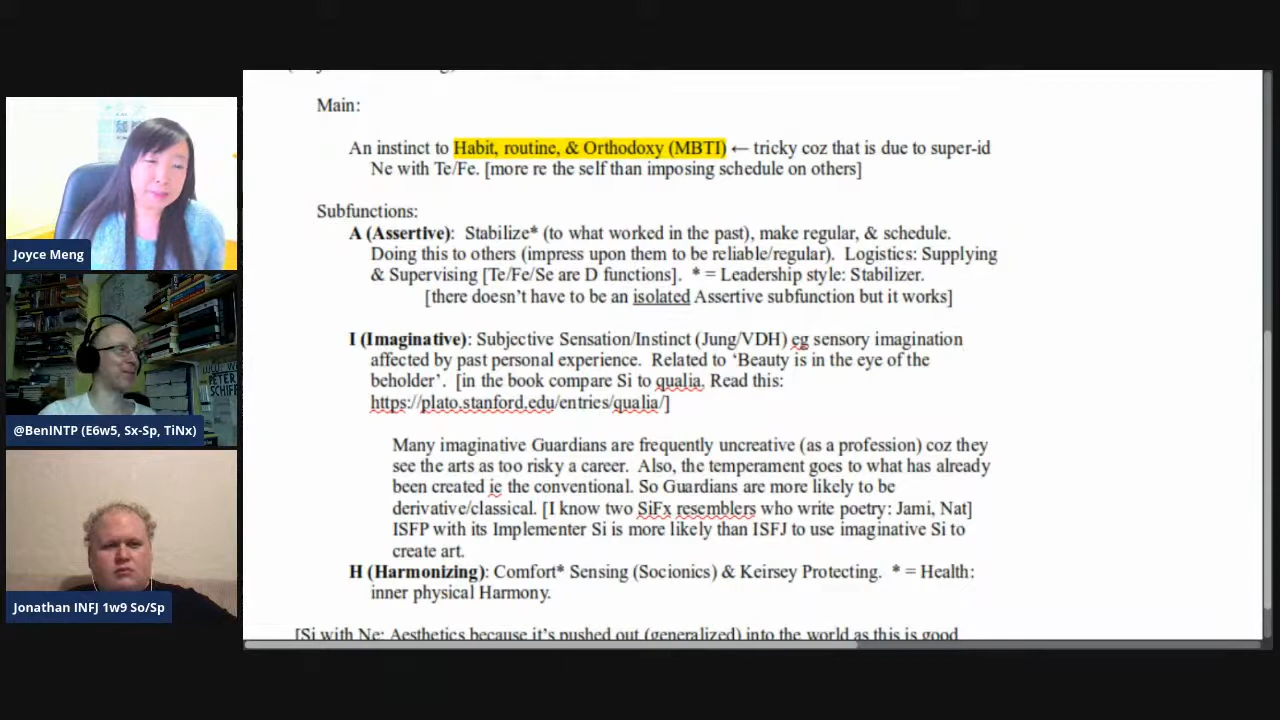 Main:
An instinct to Habit, routine, & Orthodoxy (MBTI) ← tricky coz that is due to super-id
Ne with Te/Fe. [more re the self than imposing schedule on others]
Subfunctions:
A (Assertive): Stabilize* (to what worked in the past), make regular, & schedule.
Doing this to others (impress upon them to be reliable/regular). Logistics: Supplying
& Supervising [Te/Fe/Se are D functions]. * = Leadership style: Stabilizer.
[there doesn't have to be an isolated Assertive subfunction but it works]
I (Imaginative): Subjective Sensation/Instinct (Jung/VDH) eg sensory imagination
affected by past personal experience. Related to ‘Beauty is in the eye of the
beholder’. [in the book compare Si to qualia. Read this:
https://plato.stanford.edu/entries/qualia/]
Many imaginative Guardians are frequently uncreative (as a profession) coz they
see the arts as too risky a career. Also, the temperament goes to what has already
been created ie the conventional. So Guardians are more likely to be
derivative/classical. [I know two SiFx resemblers who write poetry: Jami, Nat]
ISFP with its Implementer Si is more likely than ISFJ to use imaginative Si to
create art.
H (Harmonizing): Comfort* Sensing (Socionics) & Keirsey Protecting. * = Health:
inner physical Harmony.
[Si with Ne: Aesthetics because it's pushed out (generalized) into the world as this is good
Joyce Meng
@BenINTP (E6w5, Sx-Sp, TiNx)
Jonathan INFJ 1w9 So/Sp
PETER
SCHIFF